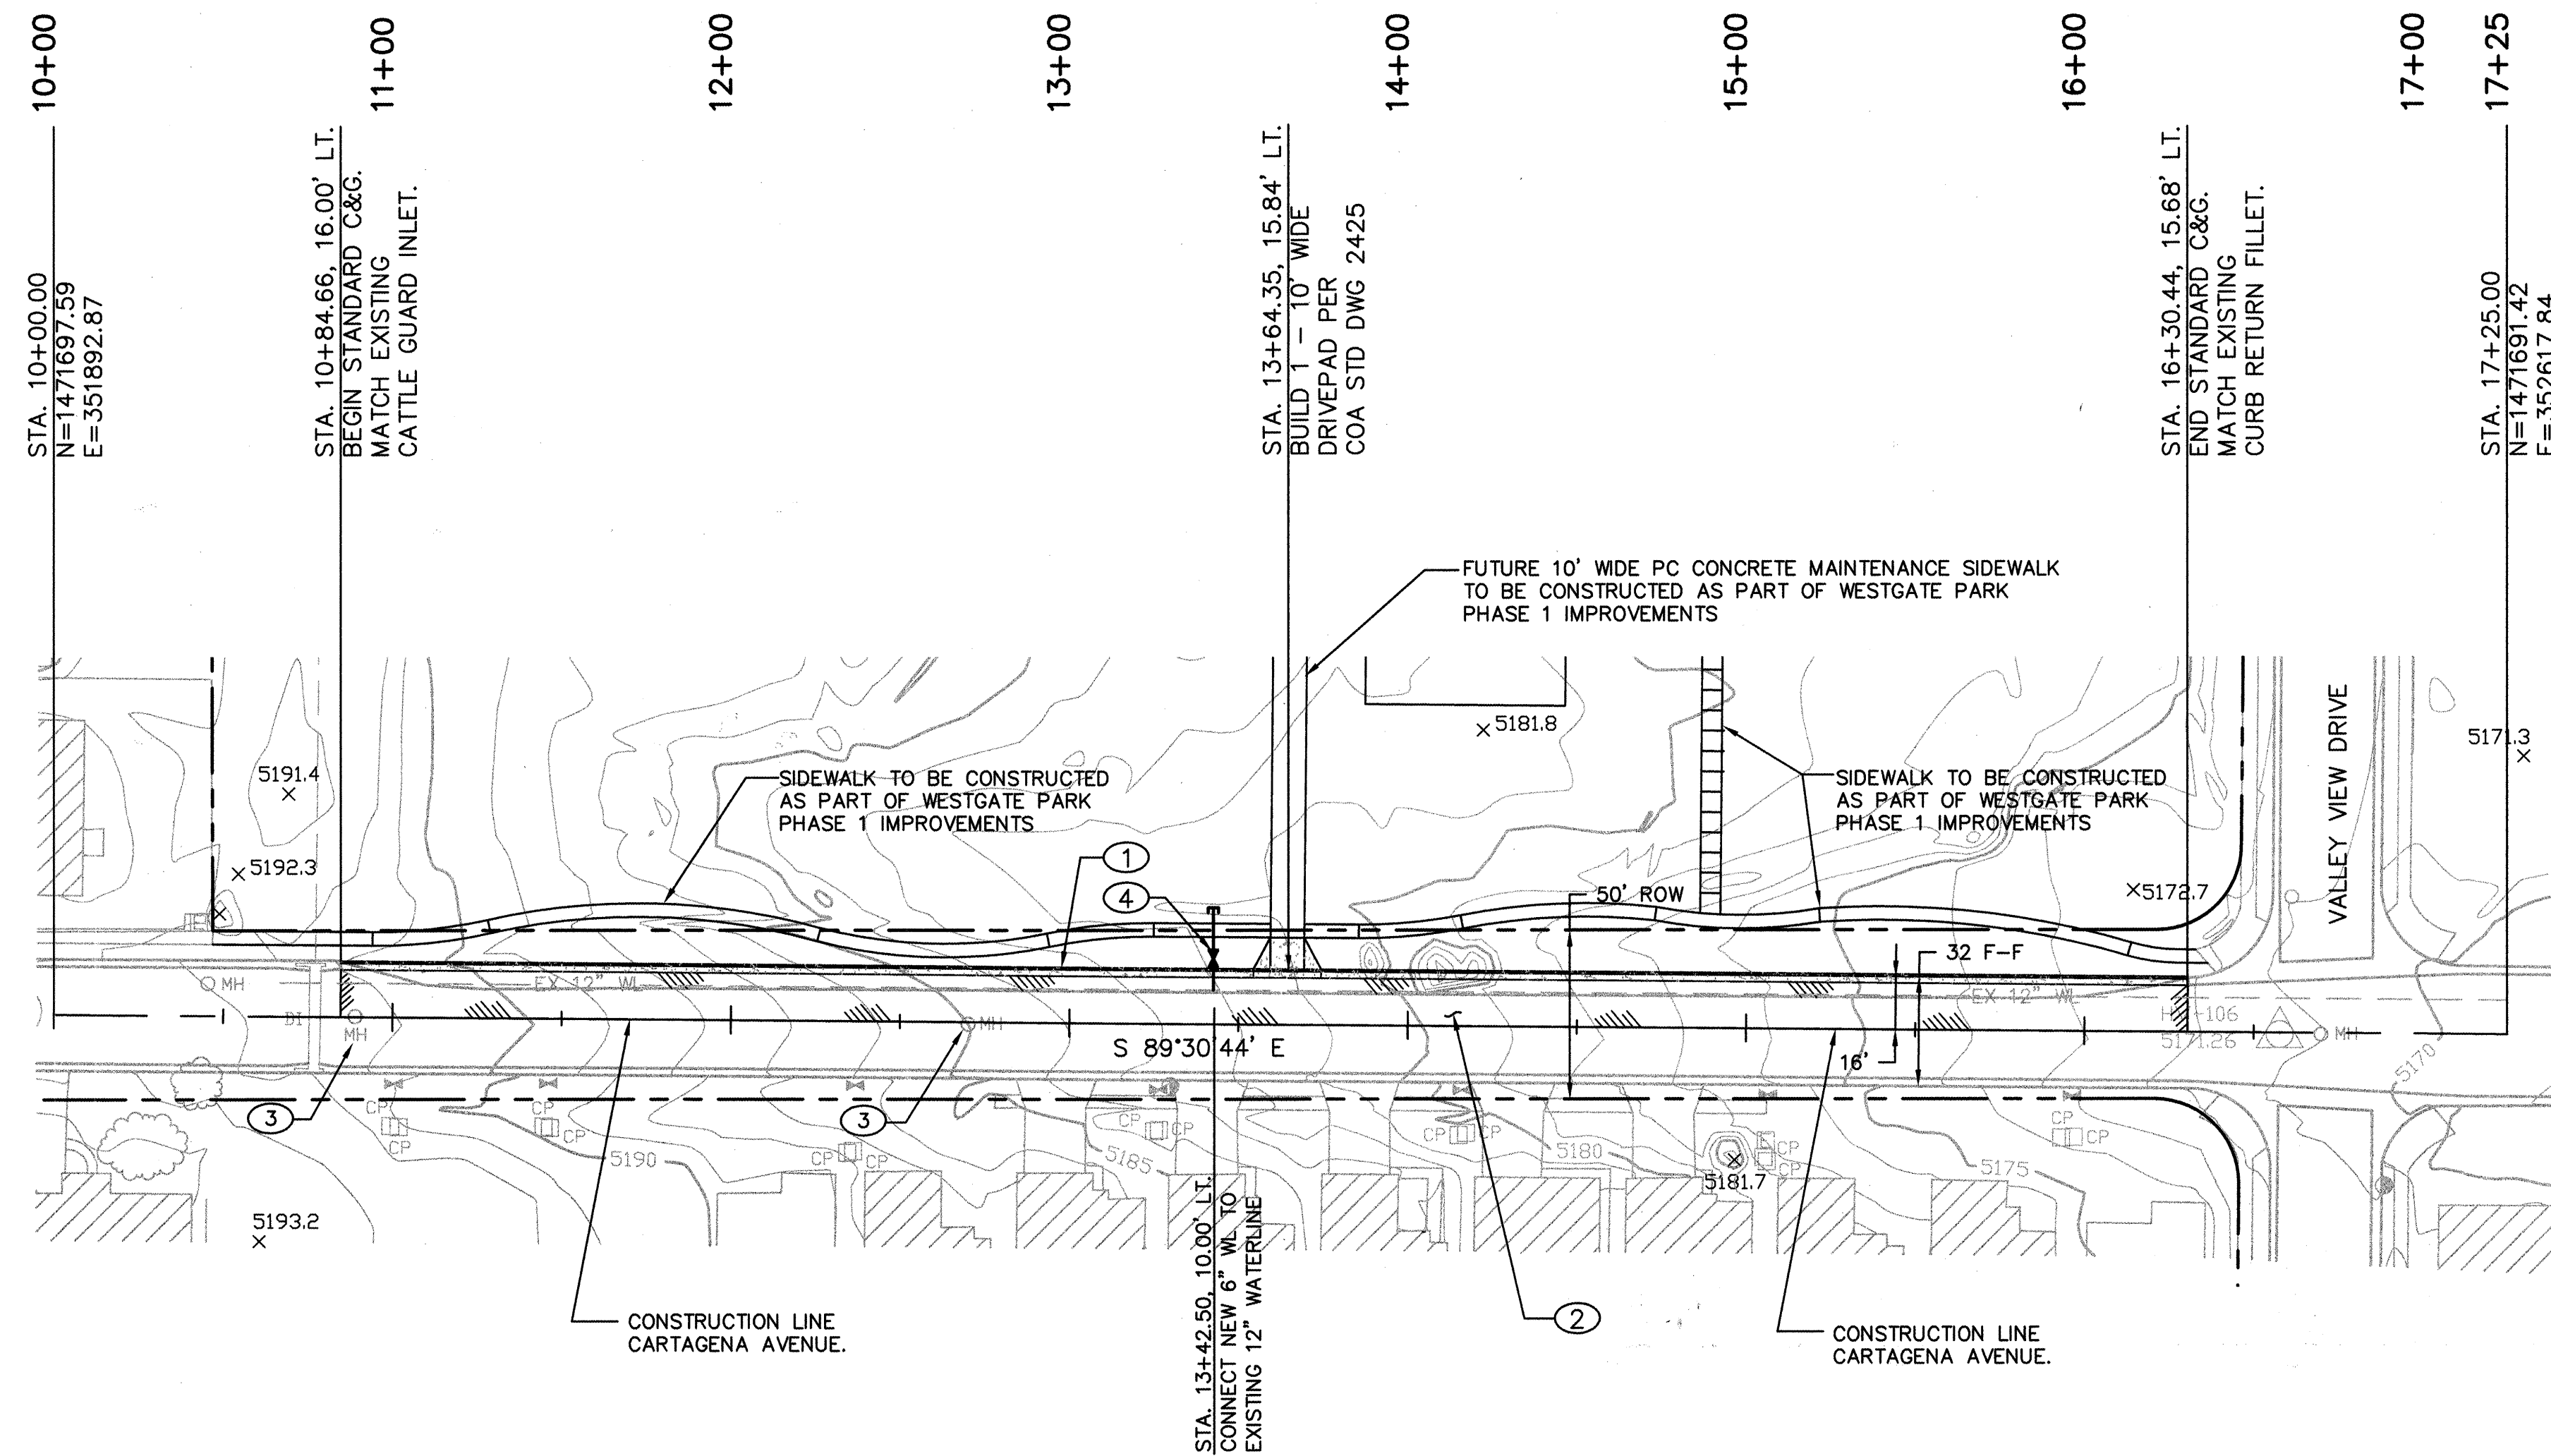 10+00
11+00
12+00
13+00
14+00
15+00
16+00
17+00
17+25
STA. 10+00.00
N=1471697.59
E=351892.87
STA. 10+84.66, 16.00' LT.
BEGIN STANDARD C&G.
MATCH EXISTING
CATTLE GUARD INLET.
STA. 13+64.35, 15.84' LT.
BUILD 1 - 10' WIDE
DRIVEPAD PER
COA STD DWG 2425
STA. 16+30.44, 15.68' LT.
END STANDARD C&G.
MATCH EXISTING
CURB RETURN FILLET.
STA. 17+25.00
N=1471691.42
E=352617.84
FUTURE 10' WIDE PC CONCRETE MAINTENANCE SIDEWALK
TO BE CONSTRUCTED AS PART OF WESTGATE PARK
PHASE 1 IMPROVEMENTS
5181.8
5171.3
5191.4
SIDEWALK TO BE CONSTRUCTED
AS PART OF WESTGATE PARK
PHASE 1 IMPROVEMENTS
SIDEWALK TO BE CONSTRUCTED
AS PART OF WESTGATE PARK
PHASE 1 IMPROVEMENTS
VALLEY VIEW DRIVE
5192.3
1
4
50' ROW
5172.7
32 F-F
MH
EX 12" WL
EX 12" WL
DI
MH
MH
S 89°30'44' E
16'
5171.26
MH
3
3
5170
CP
CP
CP
CP
CP
CP
CP
CP
CP
CP
CP
CP
CP
5190
5185
5180
5175
5181.7
5193.2
STA. 13+42.50, 10.00' LT.
CONNECT NEW 6" WL TO
EXISTING 12" WATERLINE
2
CONSTRUCTION LINE
CARTAGENA AVENUE.
CONSTRUCTION LINE
CARTAGENA AVENUE.